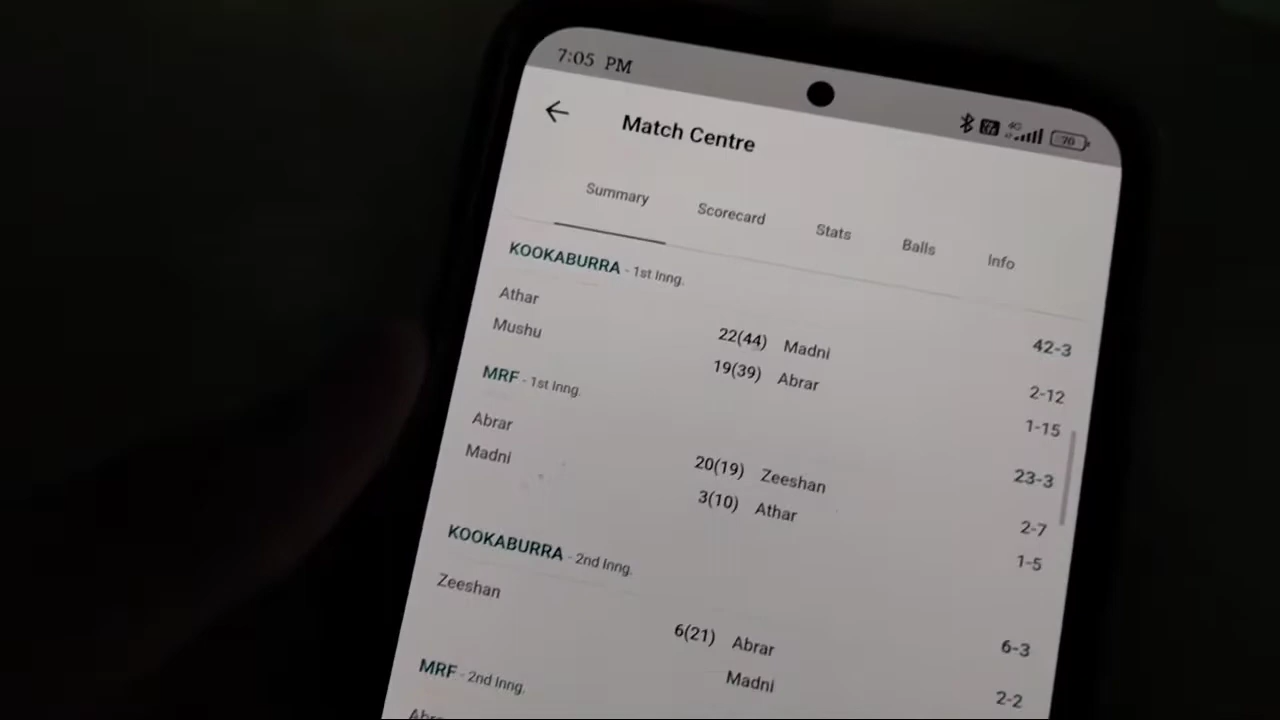 7:05 PM
4G
70
Match Centre
Summary Scorecard Stats Balls Info
KOOKABURRA - 1st Inng. 42-3
Athar 22(44) Madni 2-12
Mushu 19(39) Abrar 1-15
MRF - 1st Inng. 23-3
Abrar 20(19) Zeeshan 2-7
Madni 3(10) Athar 1-5
KOOKABURRA - 2nd Inng. 6-3
Zeeshan 6(21) Abrar 2-2
Madni
MRF - 2nd Inng.